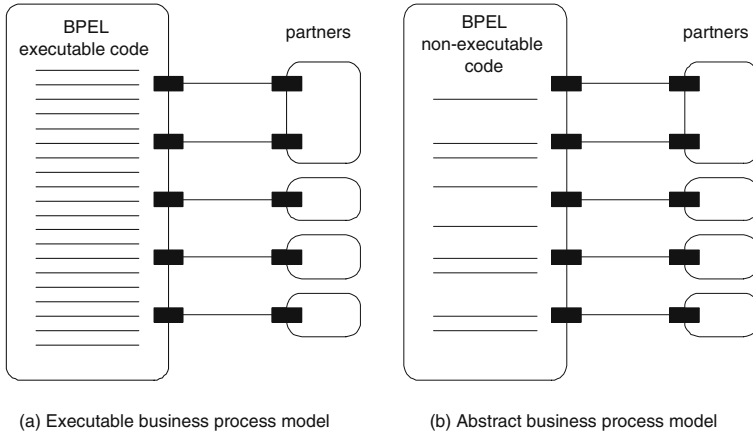 BPEL
executable code
partners
BPEL
non-executable
code
partners
(a) Executable business process model
(b) Abstract business process model